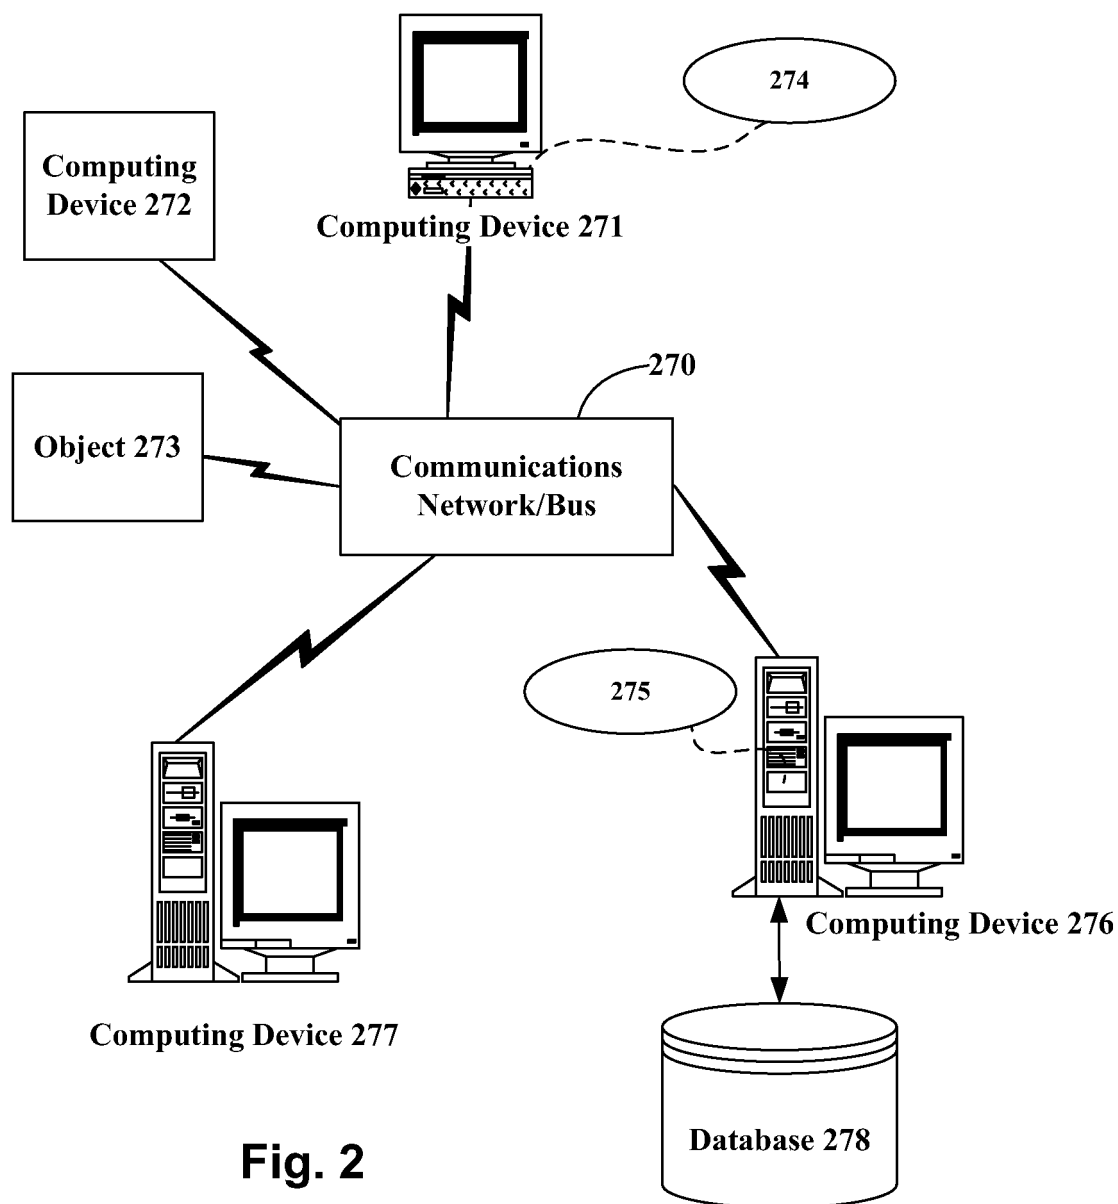 274
Computing
Device 272
Computing Device 271
270
Object 273
Communications
Network/Bus
275
Computing Device 276
Computing Device 277
Database 278
Fig. 2